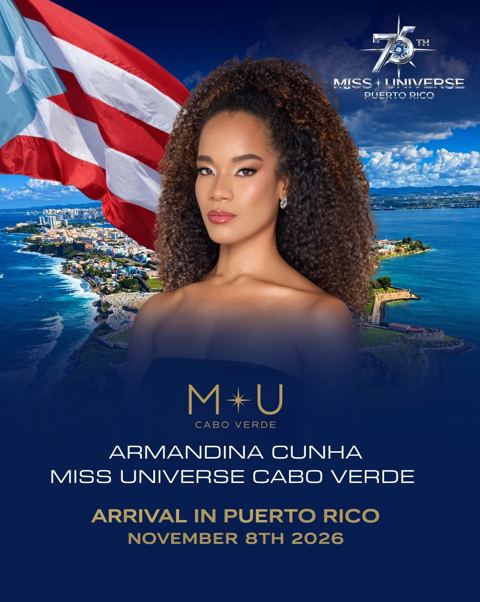 75TH
MISS UNIVERSE
PUERTO RICO
M U
CABO VERDE
ARMANDINA CUNHA
MISS UNIVERSE CABO VERDE
ARRIVAL IN PUERTO RICO
NOVEMBER 8TH 2026